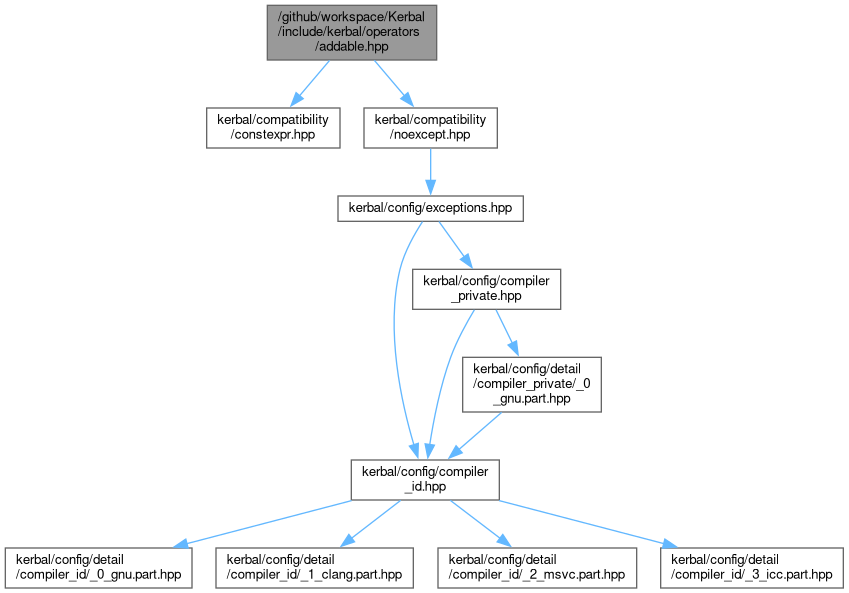 /github/workspace/Kerbal
/include/kerbal/operators
/addable.hpp
kerbal/compatibility
/constexpr.hpp
kerbal/compatibility
/noexcept.hpp
kerbal/config/exceptions.hpp
kerbal/config/compiler
_private.hpp
kerbal/config/detail
/compiler_private/_0
_gnu.part.hpp
kerbal/config/compiler
_id.hpp
kerbal/config/detail
/compiler_id/_0_gnu.part.hpp
kerbal/config/detail
/compiler_id/_1_clang.part.hpp
kerbal/config/detail
/compiler_id/_2_msvc.part.hpp
kerbal/config/detail
/compiler_id/_3_icc.part.hpp